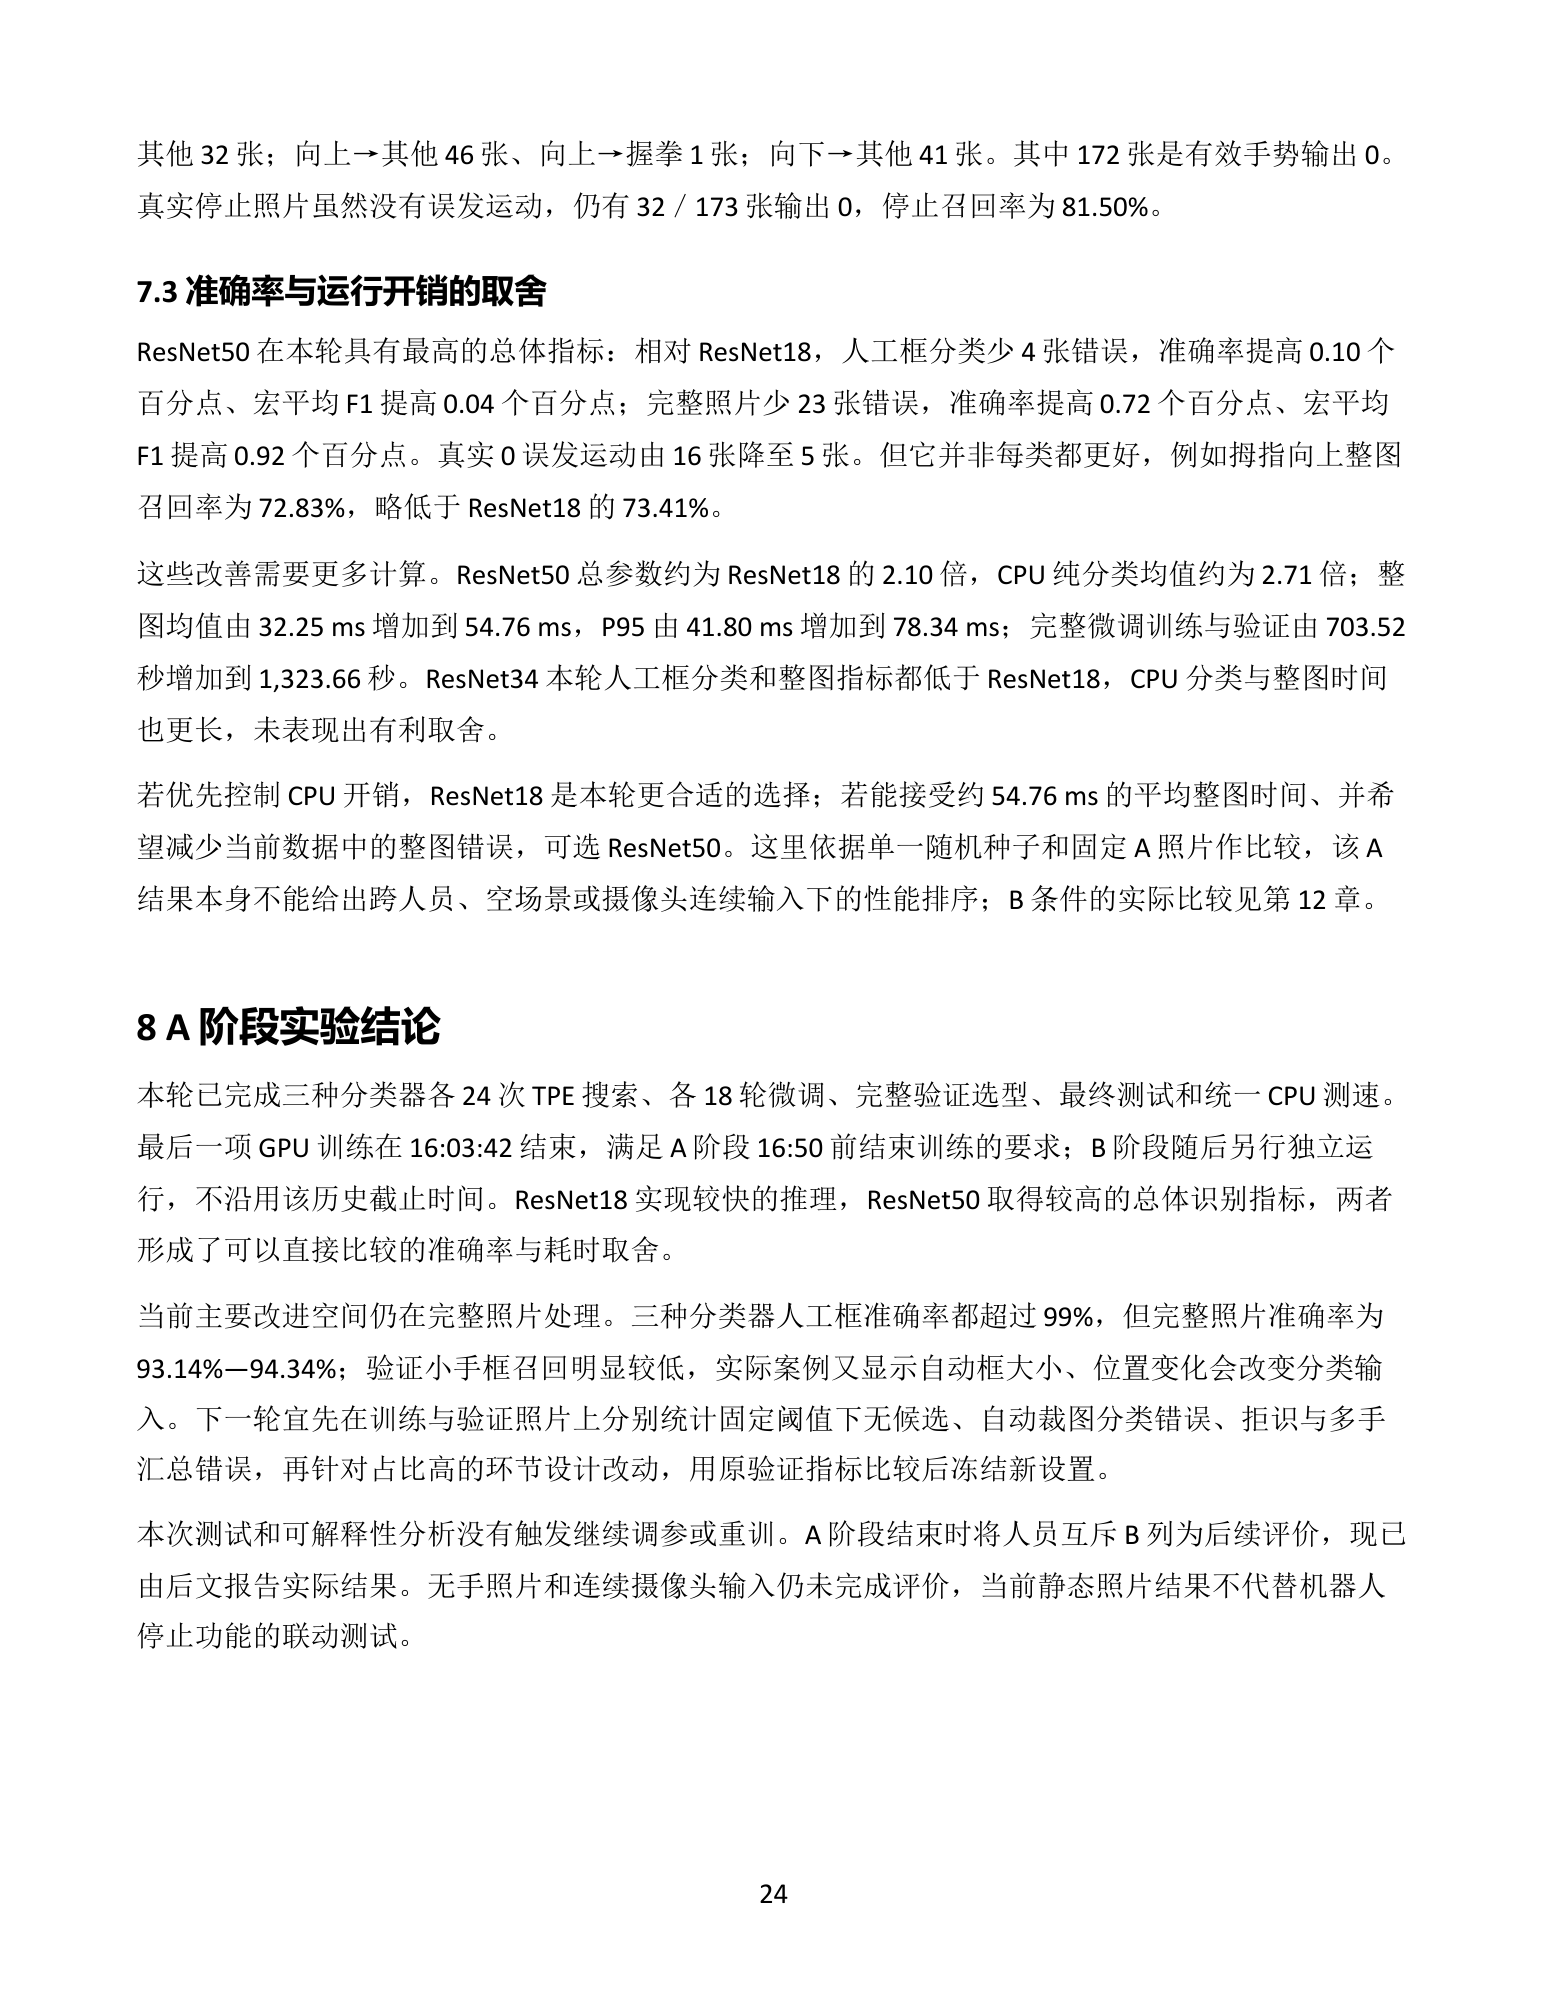 其他 32 张；向上→其他 46 张、向上→握拳 1 张；向下→其他 41 张。其中 172 张是有效手势输出 0。
真实停止照片虽然没有误发运动，仍有 32／173 张输出 0，停止召回率为 81.50%。
7.3 准确率与运行开销的取舍
ResNet50 在本轮具有最高的总体指标：相对 ResNet18，人工框分类少 4 张错误，准确率提高 0.10 个
百分点、宏平均 F1 提高 0.04 个百分点；完整照片少 23 张错误，准确率提高 0.72 个百分点、宏平均
F1 提高 0.92 个百分点。真实 0 误发运动由 16 张降至 5 张。但它并非每类都更好，例如拇指向上整图
召回率为 72.83%，略低于 ResNet18 的 73.41%。
这些改善需要更多计算。ResNet50 总参数约为 ResNet18 的 2.10 倍，CPU 纯分类均值约为 2.71 倍；整
图均值由 32.25 ms 增加到 54.76 ms，P95 由 41.80 ms 增加到 78.34 ms；完整微调训练与验证由 703.52
秒增加到 1,323.66 秒。ResNet34 本轮人工框分类和整图指标都低于 ResNet18，CPU 分类与整图时间
也更长，未表现出有利取舍。
若优先控制 CPU 开销，ResNet18 是本轮更合适的选择；若能接受约 54.76 ms 的平均整图时间、并希
望减少当前数据中的整图错误，可选 ResNet50。这里依据单一随机种子和固定 A 照片作比较，该 A
结果本身不能给出跨人员、空场景或摄像头连续输入下的性能排序；B 条件的实际比较见第 12 章。
8 A 阶段实验结论
本轮已完成三种分类器各 24 次 TPE 搜索、各 18 轮微调、完整验证选型、最终测试和统一 CPU 测速。
最后一项 GPU 训练在 16:03:42 结束，满足 A 阶段 16:50 前结束训练的要求；B 阶段随后另行独立运
行，不沿用该历史截止时间。ResNet18 实现较快的推理，ResNet50 取得较高的总体识别指标，两者
形成了可以直接比较的准确率与耗时取舍。
当前主要改进空间仍在完整照片处理。三种分类器人工框准确率都超过 99%，但完整照片准确率为
93.14%—94.34%；验证小手框召回明显较低，实际案例又显示自动框大小、位置变化会改变分类输
入。下一轮宜先在训练与验证照片上分别统计固定阈值下无候选、自动裁图分类错误、拒识与多手
汇总错误，再针对占比高的环节设计改动，用原验证指标比较后冻结新设置。
本次测试和可解释性分析没有触发继续调参或重训。A 阶段结束时将人员互斥 B 列为后续评价，现已
由后文报告实际结果。无手照片和连续摄像头输入仍未完成评价，当前静态照片结果不代替机器人
停止功能的联动测试。
24